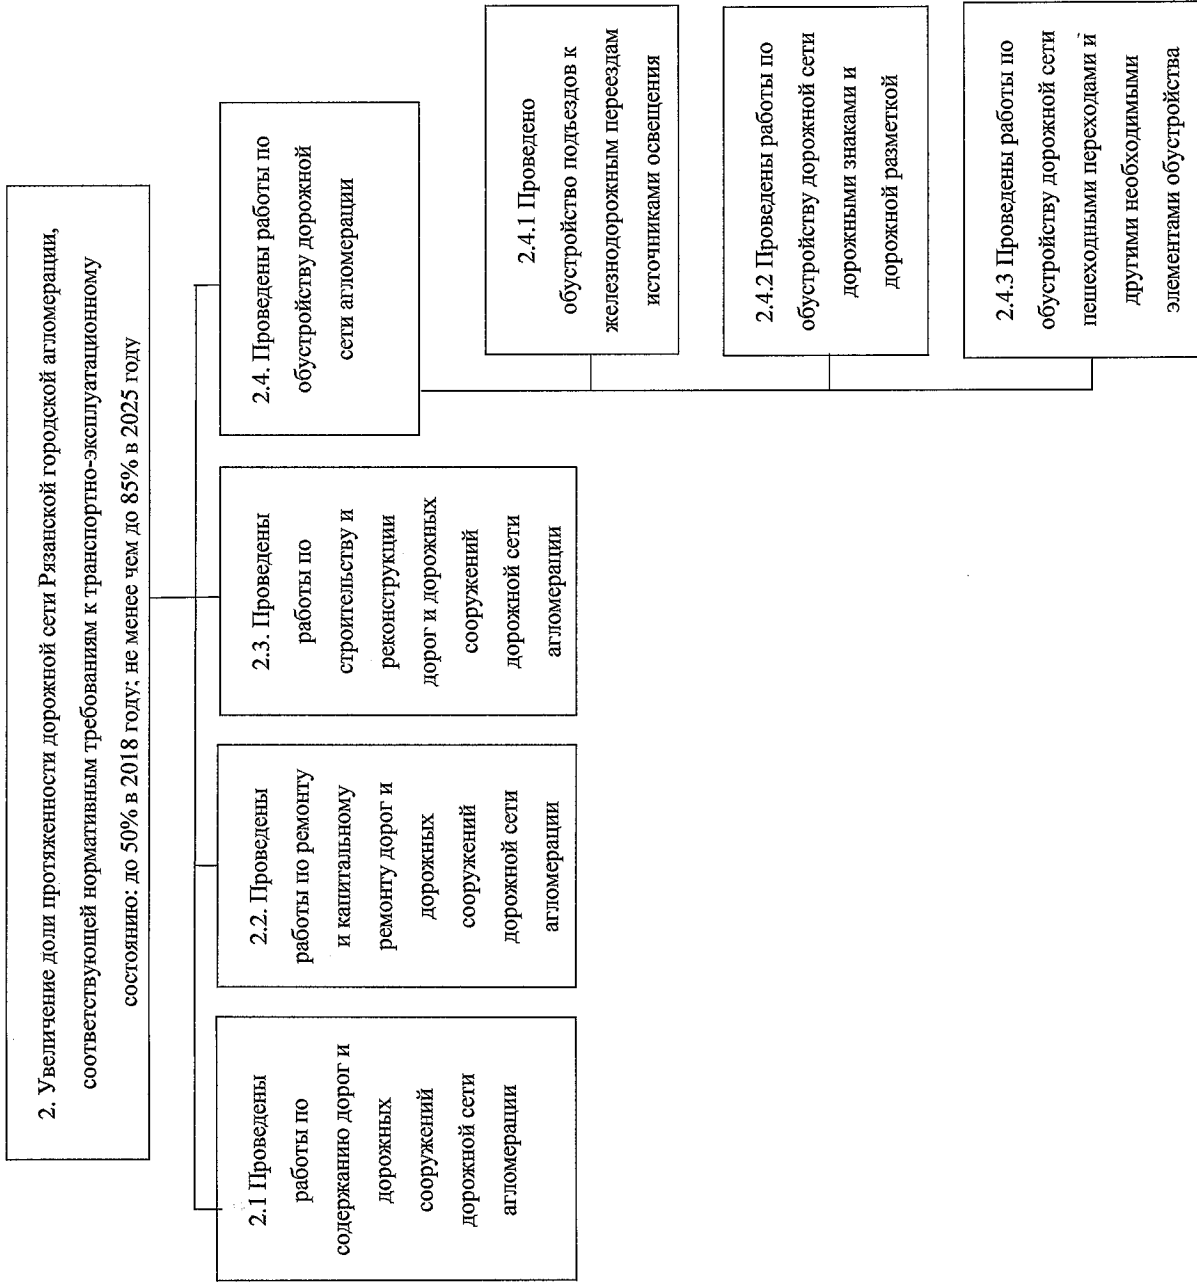 2. Увеличение доли протяженности дорожной сети Рязанской городской агломерации,
соответствующей нормативным требованиям к транспортно-эксплуатационному
состоянию: до 50% в 2018 году; не менее чем до 85% в 2025 году
2.1 Проведены
работы по
содержанию дорог и
дорожных
сооружений
дорожной сети
агломерации
2.2. Проведены
работы по ремонту
и капитальному
ремонту дорог и
дорожных
сооружений
дорожной сети
агломерации
2.3. Проведены
работы по
строительству и
реконструкции
дорог и дорожных
сооружений
дорожной сети
агломерации
2.4. Проведены работы по
обустройству дорожной
сети агломерации
2.4.1 Проведено
обустройство подъездов к
железнодорожным переездам
источниками освещения
2.4.2 Проведены работы по
обустройству дорожной сети
дорожными знаками и
дорожной разметкой
2.4.3 Проведены работы по
обустройству дорожной сети
пешеходными переходами и
другими необходимыми
элементами обустройства